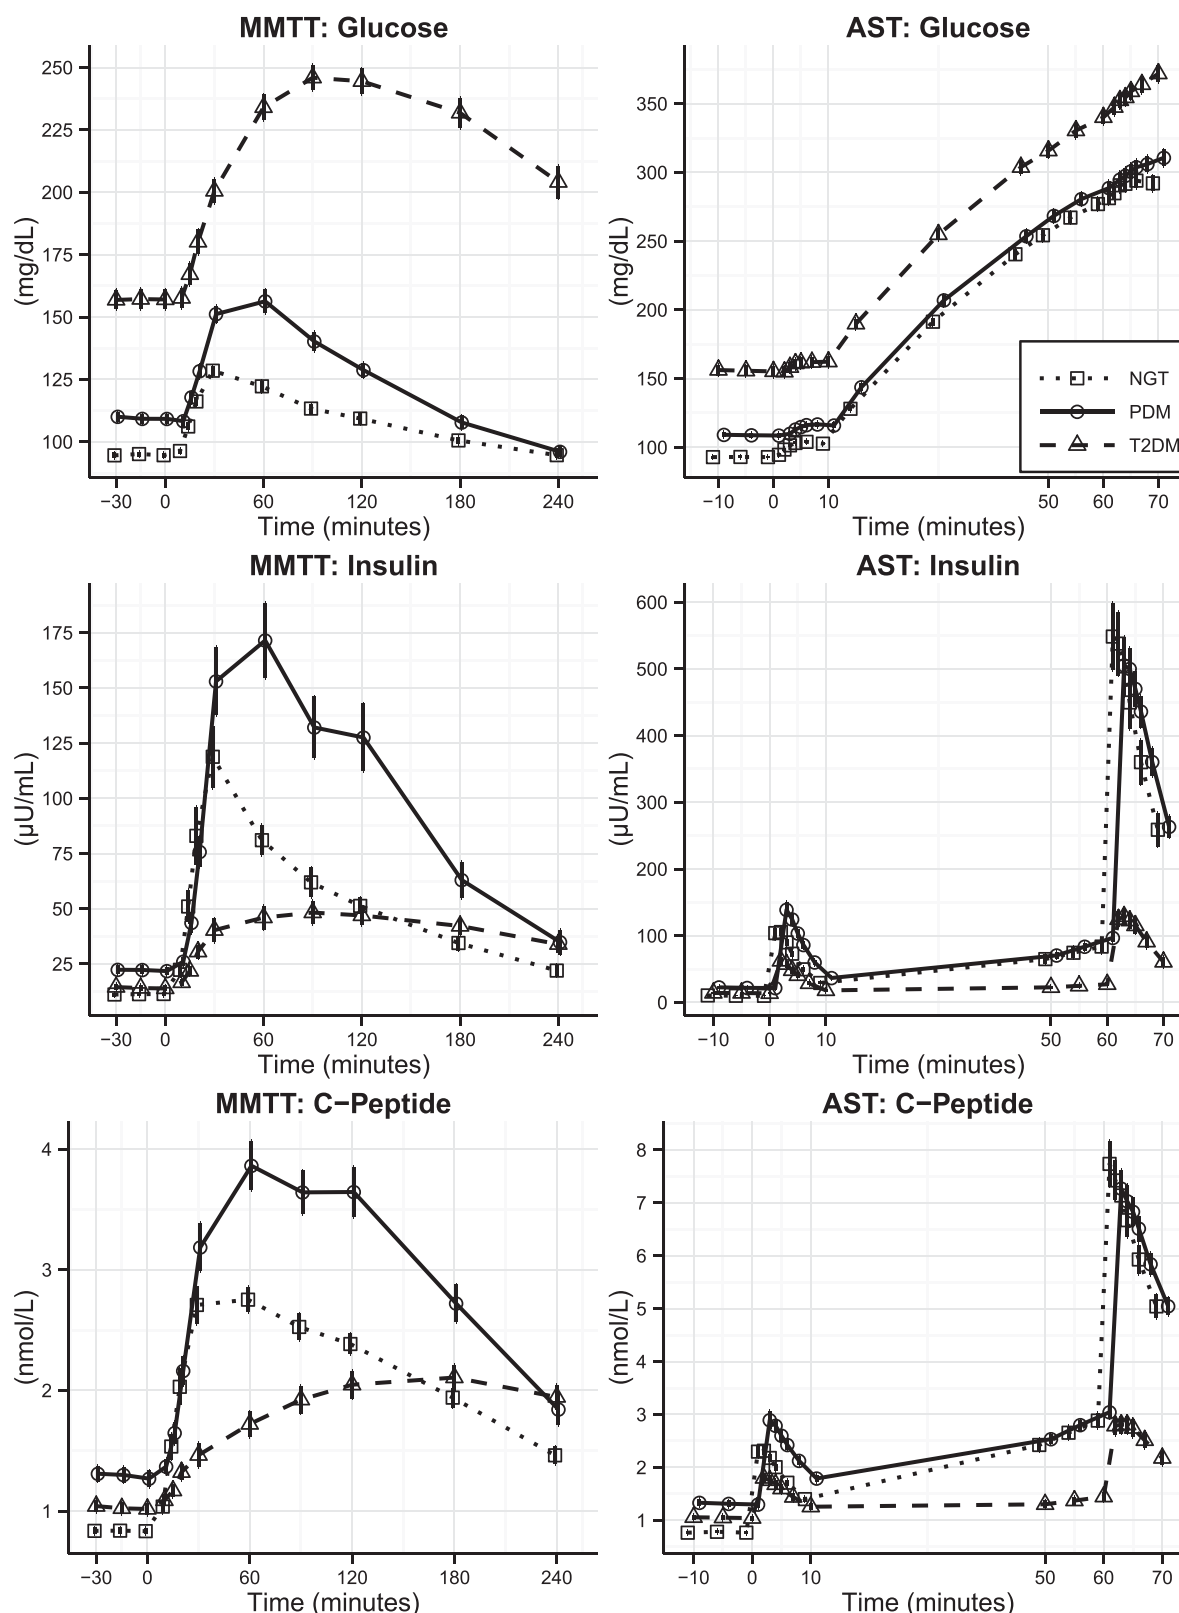 MMTT: Glucose
AST: Glucose
(mg/dL)
250
225
200
175
150
125
100
−30 0 60 120 180 240
Time (minutes)
(mg/dL)
350
300
250
200
150
100
NGT
PDM
T2DM
−10 0 10 50 60 70
Time (minutes)
MMTT: Insulin
AST: Insulin
(μU/mL)
175
150
125
100
75
50
25
−30 0 60 120 180 240
Time (minutes)
(μU/mL)
600
500
400
300
200
100
0
−10 0 10 50 60 70
Time (minutes)
MMTT: C−Peptide
AST: C−Peptide
(nmol/L)
4
3
2
1
−30 0 60 120 180 240
Time (minutes)
(nmol/L)
8
7
6
5
4
3
2
1
−10 0 10 50 60 70
Time (minutes)